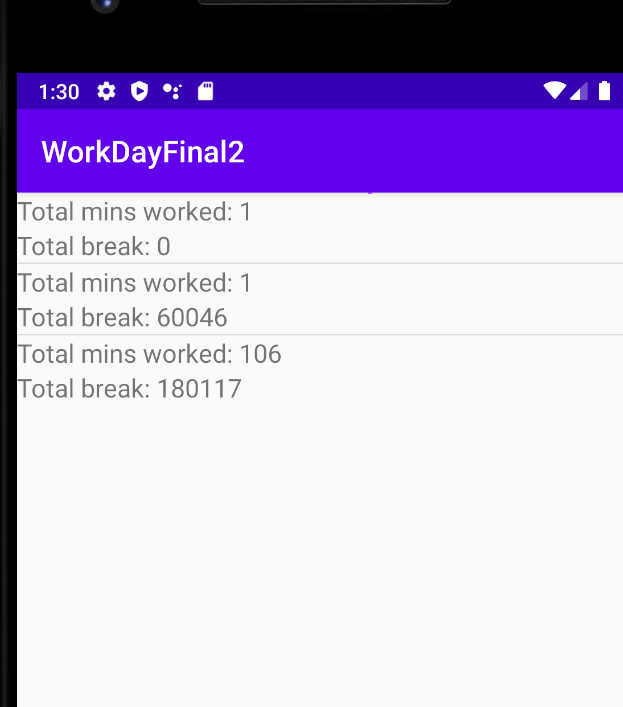 1:30
WorkDayFinal2
Total mins worked: 1
Total break: 0
Total mins worked: 1
Total break: 60046
Total mins worked: 106
Total break: 180117